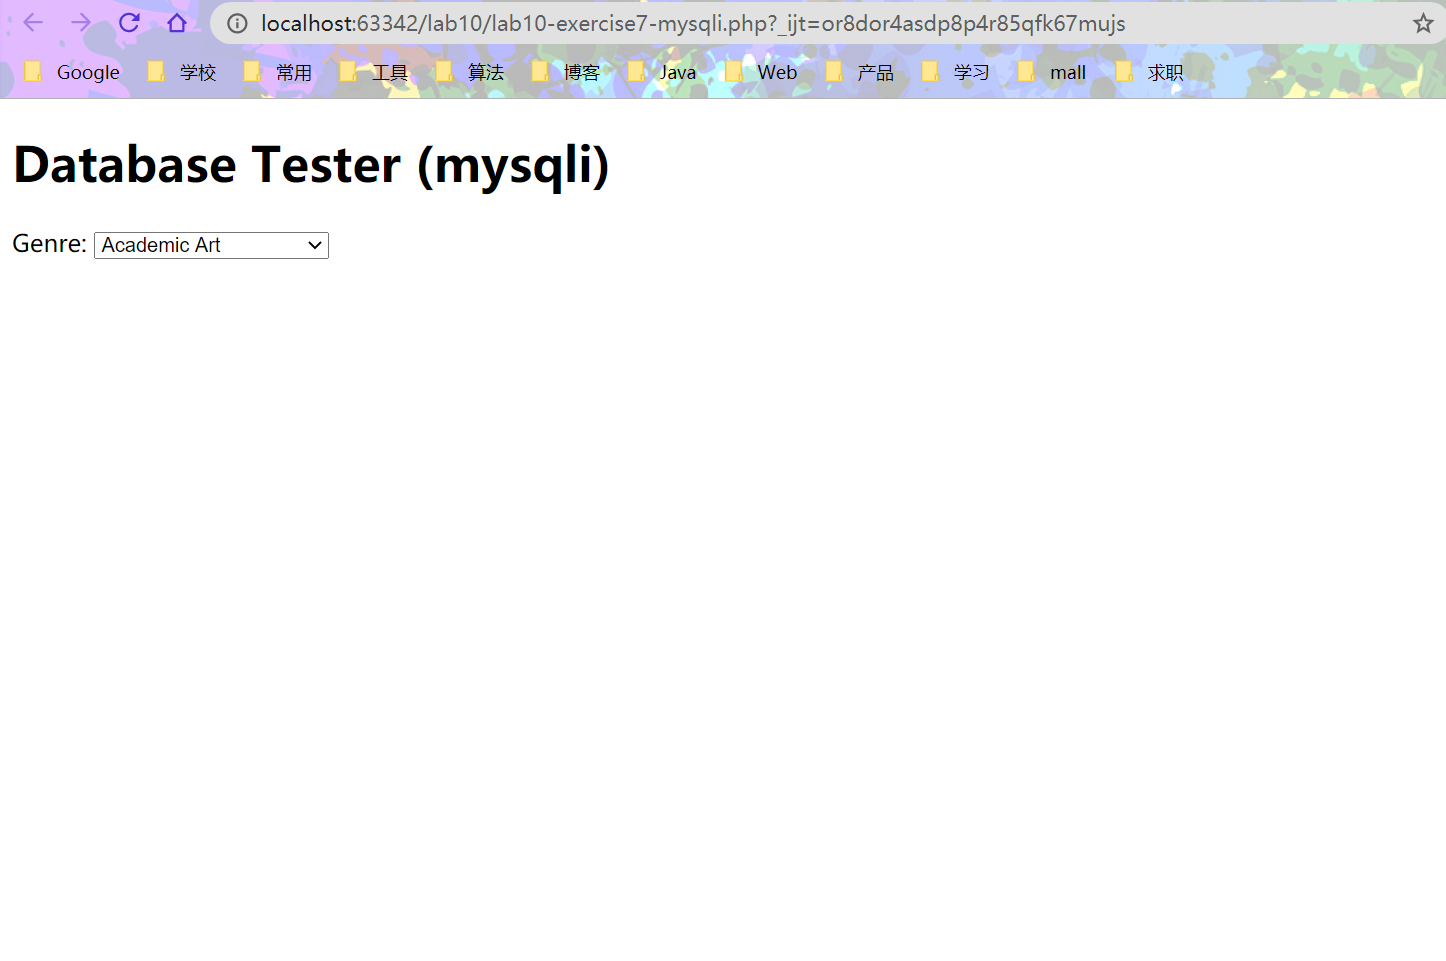 localhost:63342/lab10/lab10-exercise7-mysqli.php?_ijt=or8dor4asdp8p4r85qfk67mujs
Google 学校 常用 工具 算法 博客 Java Web 产品 学习 mall 求职
Database Tester (mysqli)
Genre: Academic Art